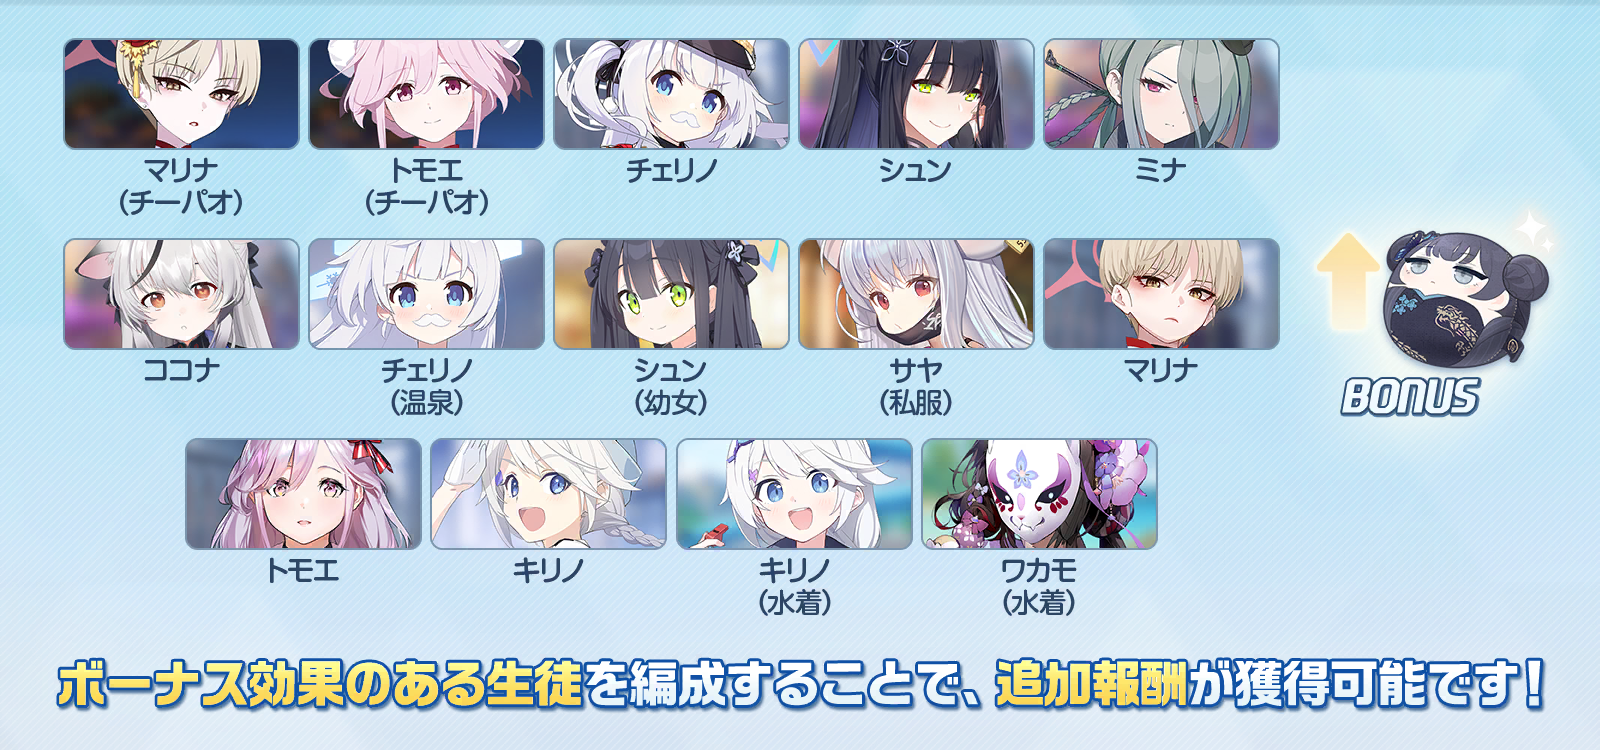 マリナ
（チーパオ）
トモエ
（チーパオ）
チェリノ
シュン
ミナ
ココナ
チェリノ
（温泉）
シュン
（幼女）
サヤ
（私服）
マリナ
BONUS
トモエ
キリノ
キリノ
（水着）
ワカモ
（水着）
ボーナス効果のある生徒を編成することで、追加報酬が獲得可能です！